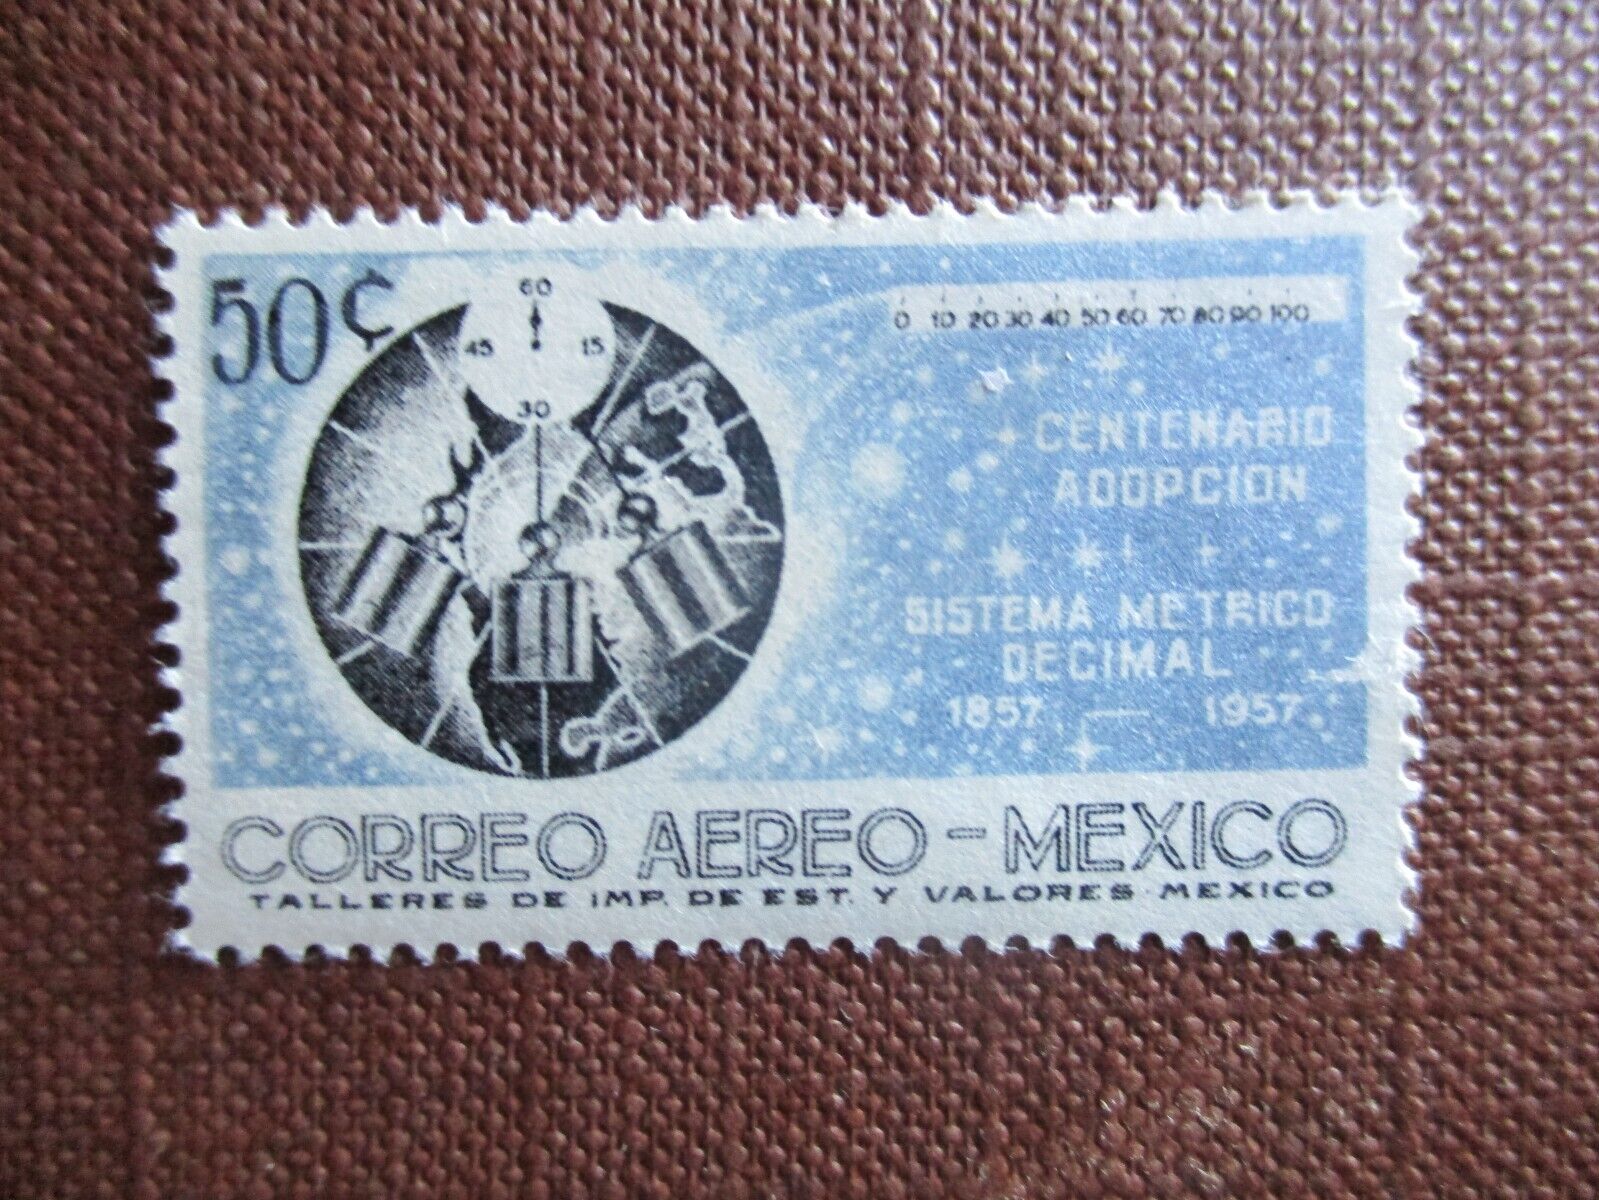 50¢
60
45 15
30
0 10 20 30 40 50 60 70 80 90 100
CENTENARIO
ADOPCION
SISTEMA METRICO
DECIMAL
1857 — 1957
CORREO AEREO - MEXICO
TALLERES DE IMP. DE EST. Y VALORES - MEXICO